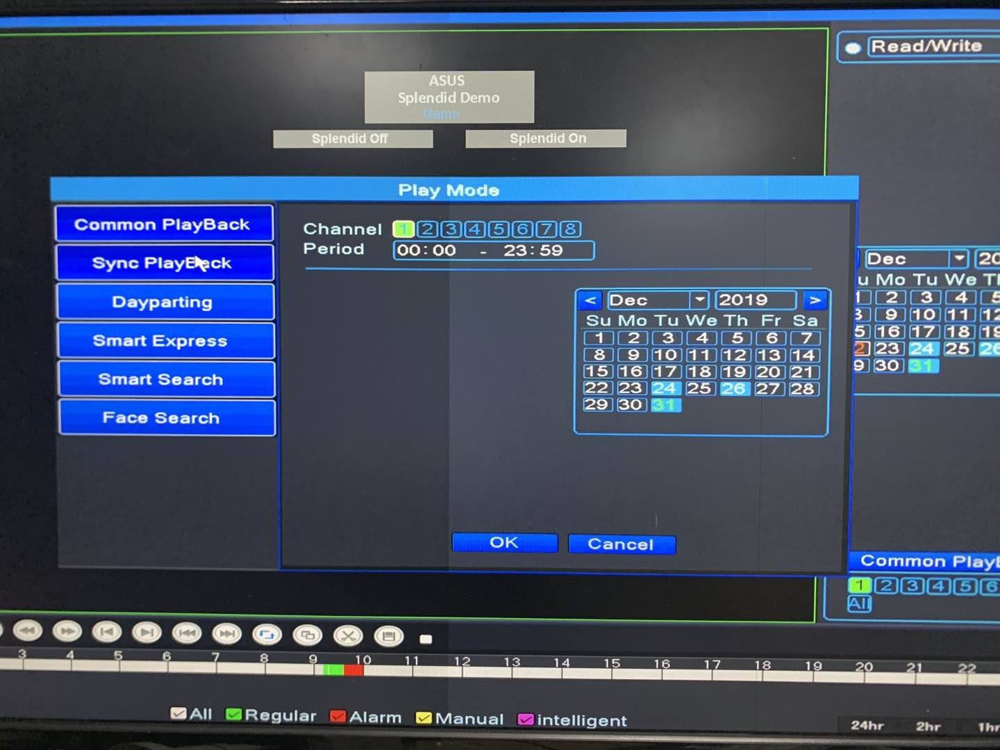 Read/Write
ASUS
Splendid Demo
Game
Splendid Off
Splendid On
Play Mode
Common PlayBack
Sync PlayBack
Dayparting
Smart Express
Smart Search
Face Search
Channel 1 2 3 4 5 6 7 8
Period 00:00 - 23:59
< Dec 2019 >
Su Mo Tu We Th Fr Sa
1 2 3 4 5 6 7
8 9 10 11 12 13 14
15 16 17 18 19 20 21
22 23 24 25 26 27 28
29 30 31
OK
Cancel
Dec 20
u Mo Tu We T
1 2 3 4 5
9 10 11 12
5 16 17 18 19
2 23 24 25 26
9 30 31
Common Play
1 2 3 4 5 6
All
3 4 5 6 7 8 9 10 11 12 13 14 15 16 17 18 19 20 21 22
All Regular Alarm Manual intelligent
24hr 2hr 1hr